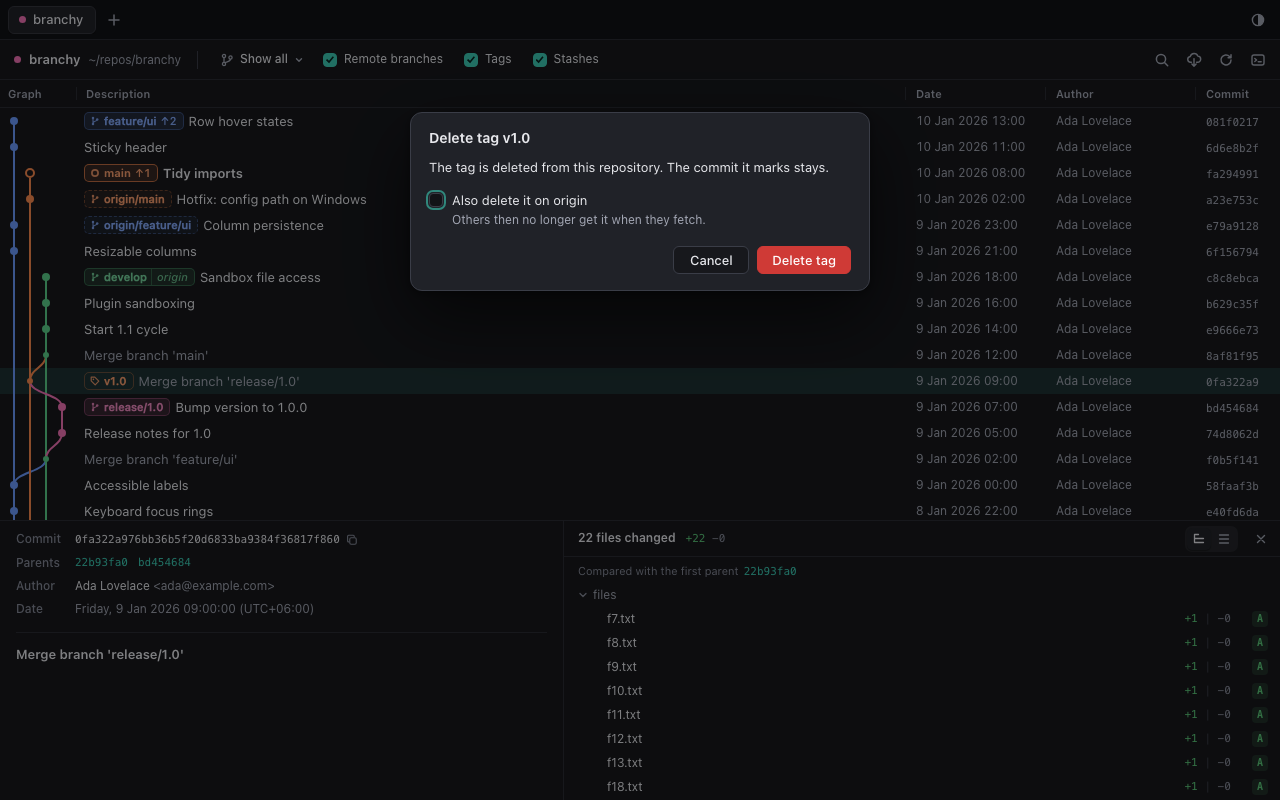 branchy
branchy ~/repos/branchy Show all Remote branches Tags Stashes
Graph Description Date Author Commit
feature/ui ↑2 Row hover states 10 Jan 2026 13:00 Ada Lovelace 081f0217
Sticky header 10 Jan 2026 11:00 Ada Lovelace 6d6e8b2f
main ↑1 Tidy imports 10 Jan 2026 08:00 Ada Lovelace fa294991
origin/main Hotfix: config path on Windows 10 Jan 2026 02:00 Ada Lovelace a23e753c
origin/feature/ui Column persistence 9 Jan 2026 23:00 Ada Lovelace e79a9128
Resizable columns 9 Jan 2026 21:00 Ada Lovelace 6f156794
develop origin Sandbox file access 9 Jan 2026 18:00 Ada Lovelace c8c8ebca
Plugin sandboxing 9 Jan 2026 16:00 Ada Lovelace b629c35f
Start 1.1 cycle 9 Jan 2026 14:00 Ada Lovelace e9666e73
Merge branch 'main' 9 Jan 2026 12:00 Ada Lovelace 8af81f95
v1.0 Merge branch 'release/1.0' 9 Jan 2026 09:00 Ada Lovelace 0fa322a9
release/1.0 Bump version to 1.0.0 9 Jan 2026 07:00 Ada Lovelace bd454684
Release notes for 1.0 9 Jan 2026 05:00 Ada Lovelace 74d8062d
Merge branch 'feature/ui' 9 Jan 2026 02:00 Ada Lovelace f0b5f141
Accessible labels 9 Jan 2026 00:00 Ada Lovelace 58faaf3b
Keyboard focus rings 8 Jan 2026 22:00 Ada Lovelace e40fd6da
Delete tag v1.0
The tag is deleted from this repository. The commit it marks stays.
Also delete it on origin
Others then no longer get it when they fetch.
Cancel Delete tag
Commit 0fa322a976bb36b5f20d6833ba9384f36817f860
Parents 22b93fa0 bd454684
Author Ada Lovelace <ada@example.com>
Date Friday, 9 Jan 2026 09:00:00 (UTC+06:00)
Merge branch 'release/1.0'
22 files changed +22 −0
Compared with the first parent 22b93fa0
files
f7.txt +1 −0 A
f8.txt +1 −0 A
f9.txt +1 −0 A
f10.txt +1 −0 A
f11.txt +1 −0 A
f12.txt +1 −0 A
f13.txt +1 −0 A
f18.txt +1 −0 A